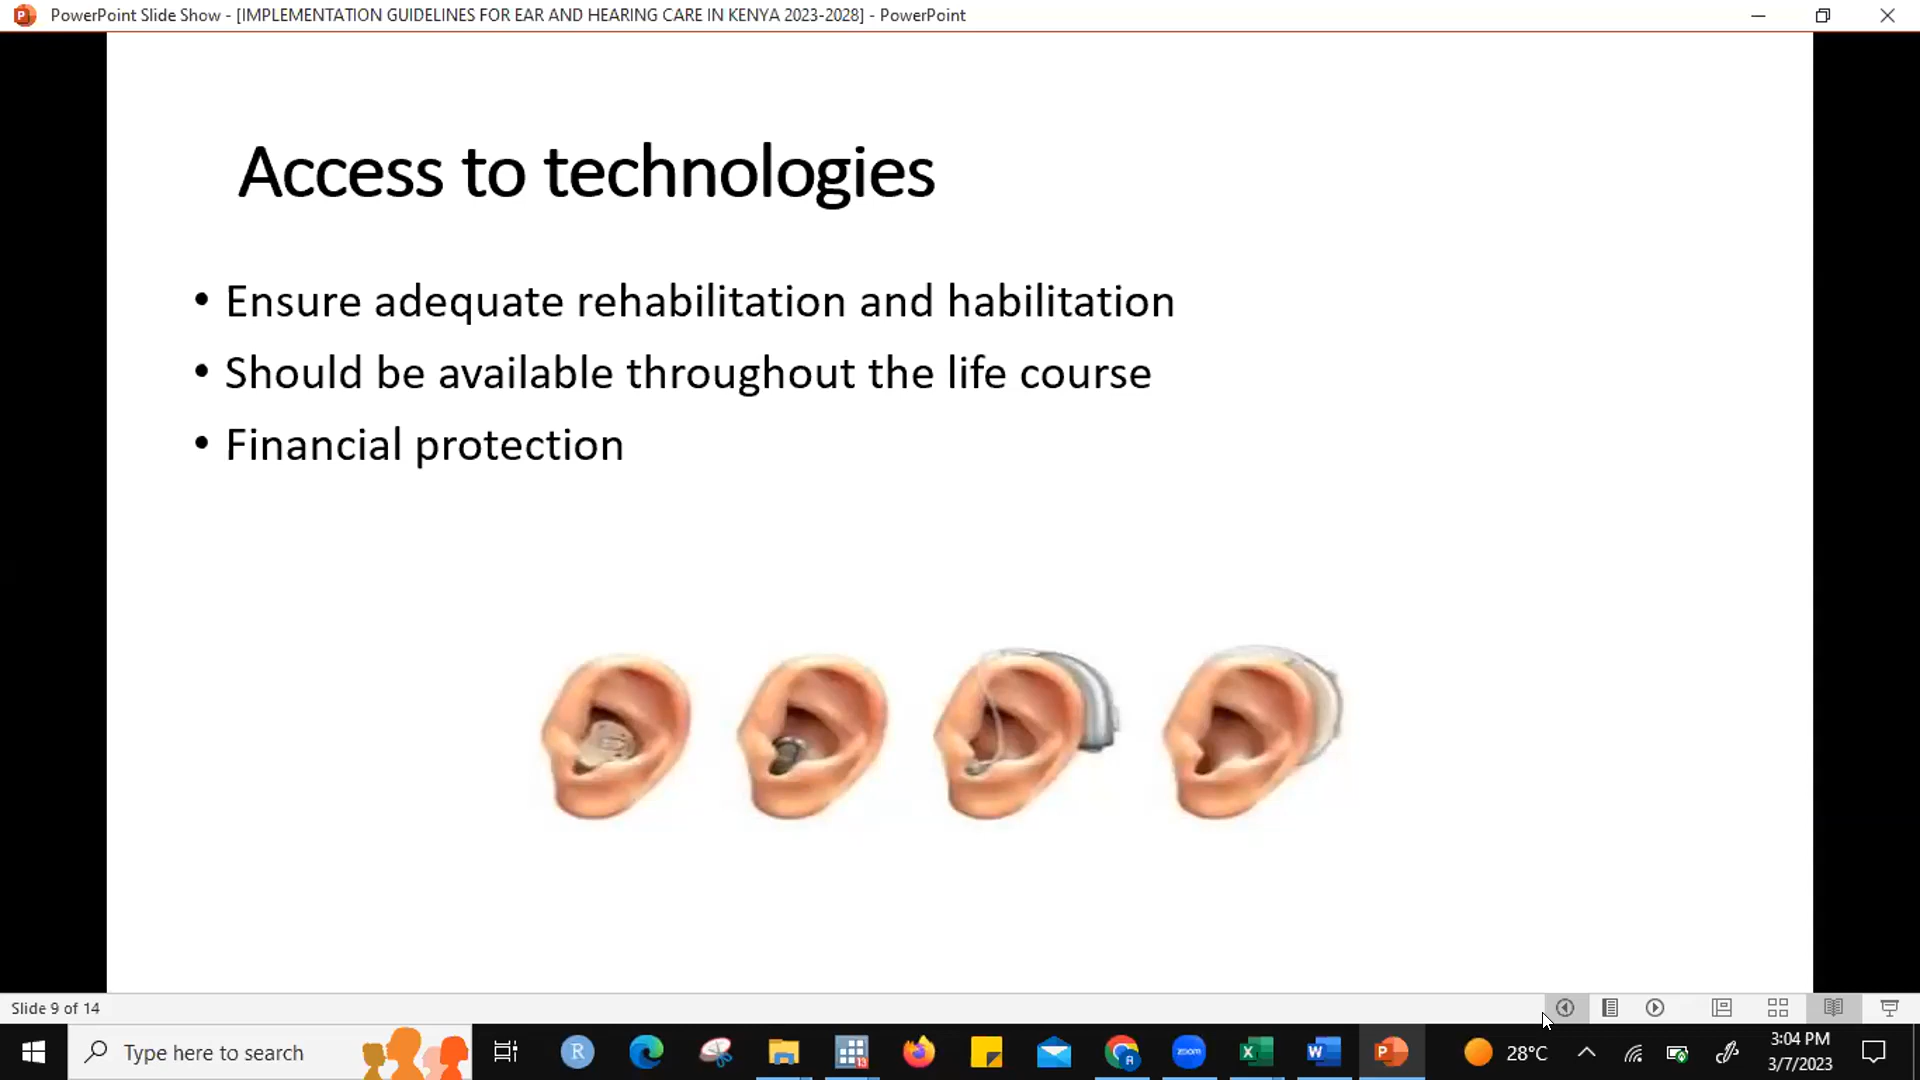 PowerPoint Slide Show - [IMPLEMENTATION GUIDELINES FOR EAR AND HEARING CARE IN KENYA 2023-2028] - PowerPoint
Access to technologies
• Ensure adequate rehabilitation and habilitation
• Should be available throughout the life course
• Financial protection
Slide 9 of 14
Type here to search
R
13
zoom
28°C
3:04 PM
3/7/2023